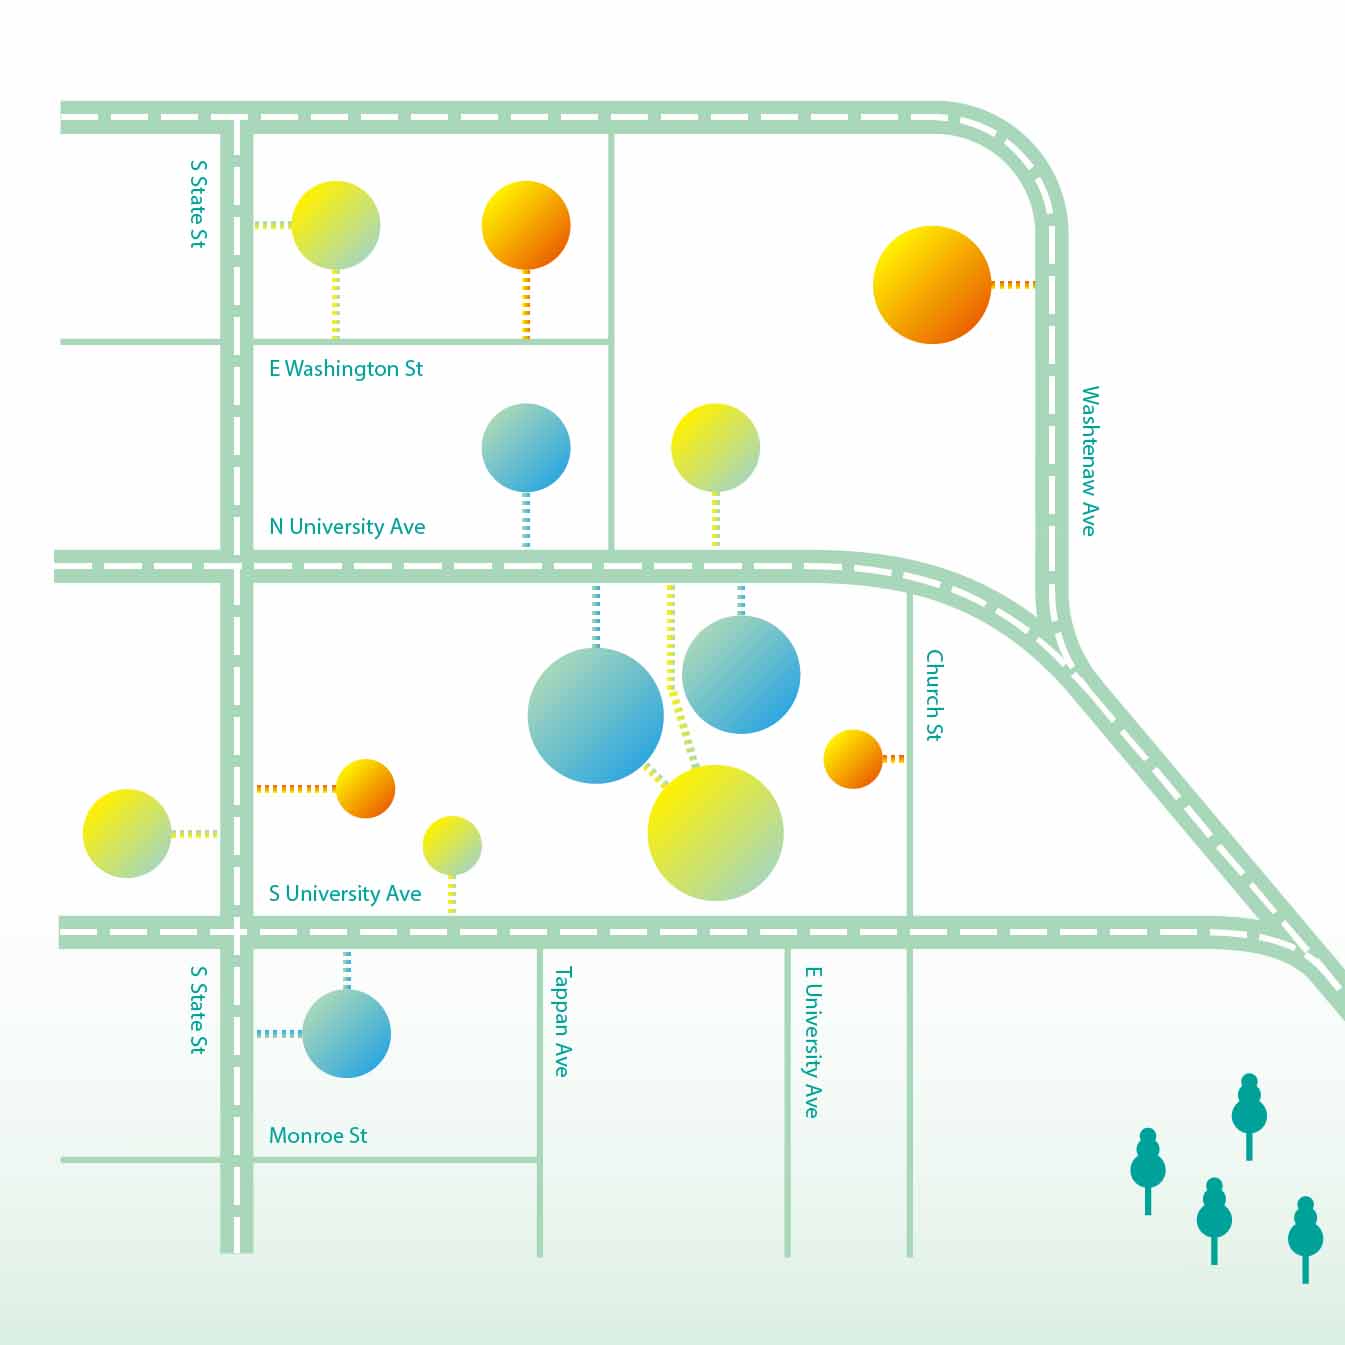 S State St
E Washington St
Washtenaw Ave
N University Ave
Church St
S University Ave
S State St
Tappan Ave
E University Ave
Monroe St